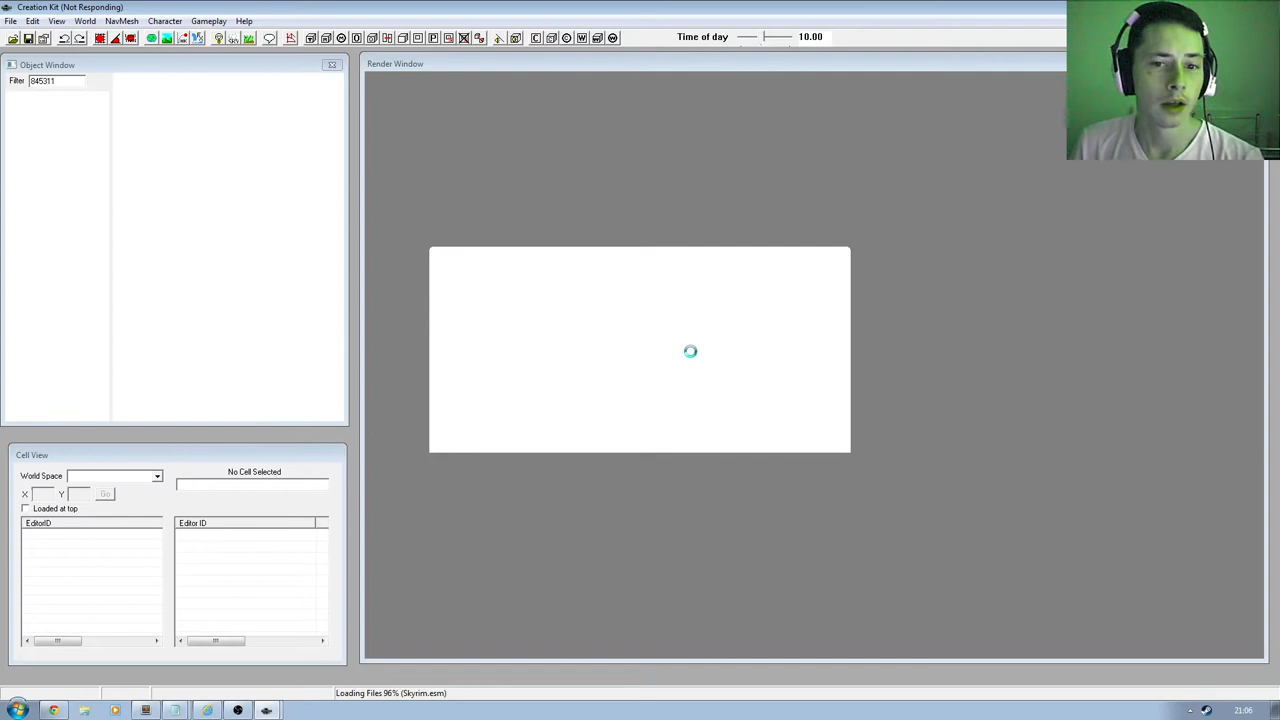 Creation Kit (Not Responding)
File Edit View World NavMesh Character Gameplay Help
Time of day 10.00
Object Window
Render Window
Filter 845311
Cell View
World Space
No Cell Selected
X Y Go
Loaded at top
EditorID
Editor ID
Loading Files 96% (Skyrim.esm)
21:06